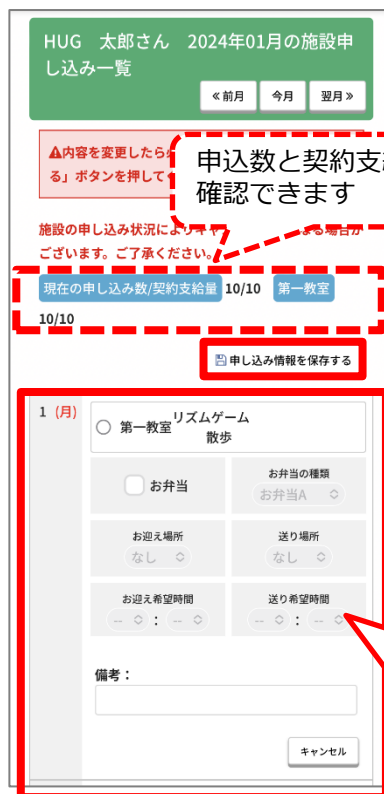 HUG 太郎さん 2024年01月の施設申
し込み一覧
≪前月 今月 翌月≫
▲内容を変更したら
る」ボタンを押して
申込数と契約支
確認できます
施設の申し込み状況により
場合が
ございます。ご了承ください。
現在の申し込み数/契約支給量 10/10 第一教室
10/10
申し込み情報を保存する
1 (月)
第一教室 リズムゲーム
散歩
お弁当
お弁当の種類
お弁当A
お迎え場所 送り場所
なし なし
お迎え希望時間 送り希望時間
-- : -- -- : --
備考：
キャンセル